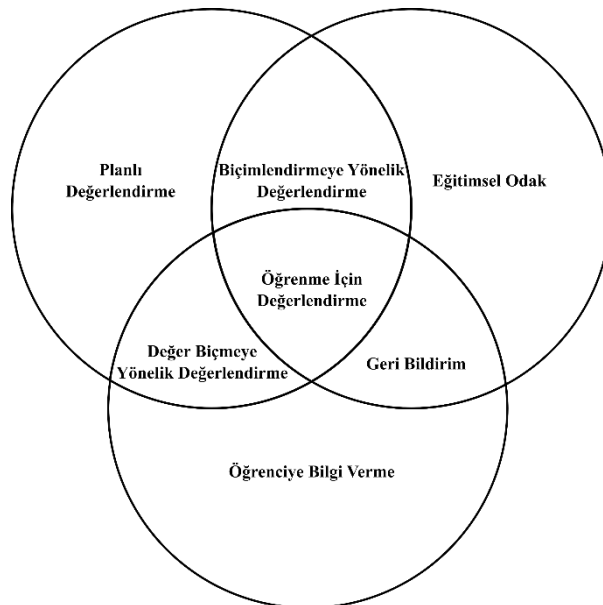 Planlı
Değerlendirme
Biçimlendirmeye Yönelik
Değerlendirme
Eğitimsel Odak
Öğrenme İçin
Değerlendirme
Değer Biçmeye
Yönelik Değerlendirme
Geri Bildirim
Öğrenciye Bilgi Verme